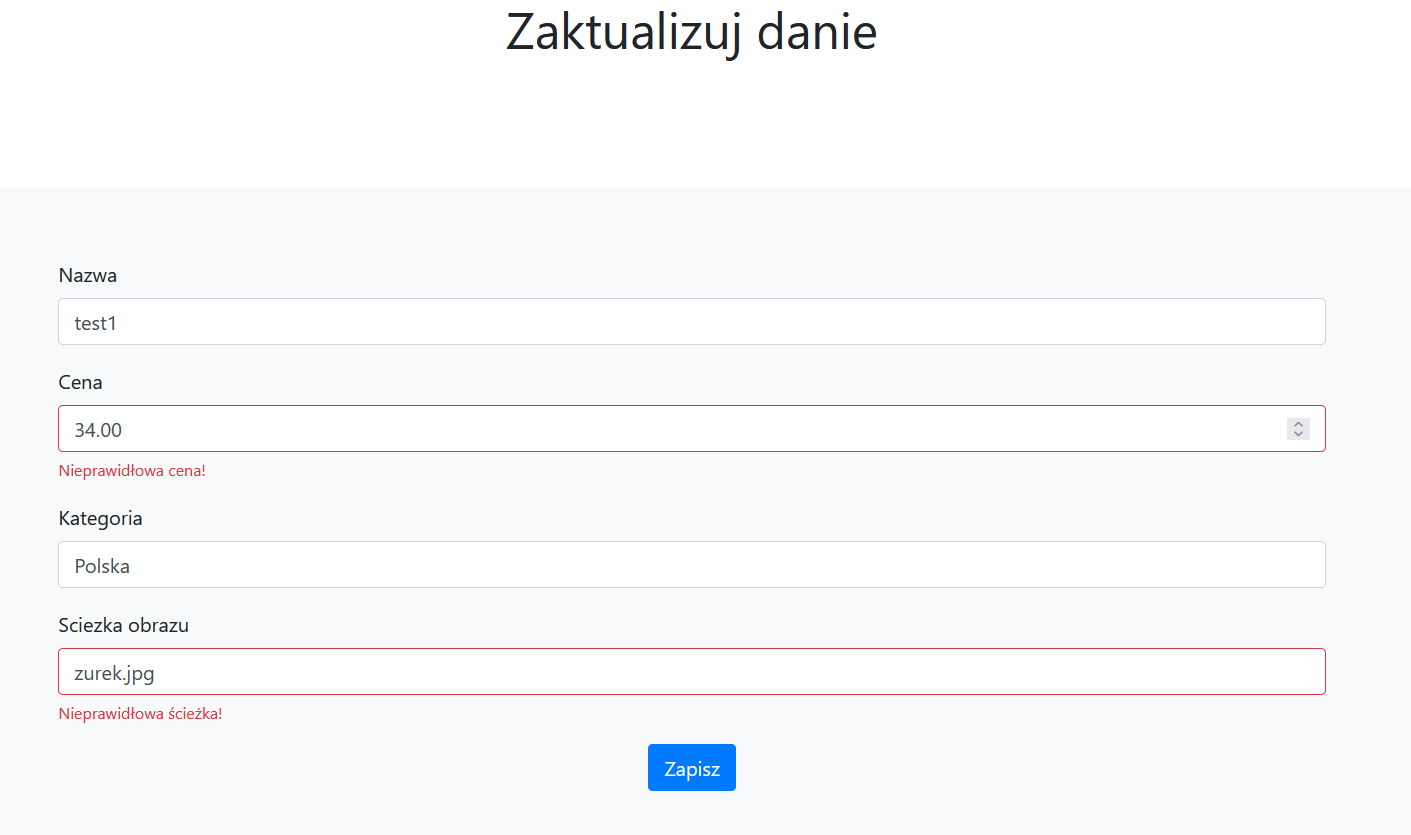 Zaktualizuj danie
Nazwa
test1
Cena
34.00
Nieprawidłowa cena!
Kategoria
Polska
Sciezka obrazu
zurek.jpg
Nieprawidłowa ścieżka!
Zapisz